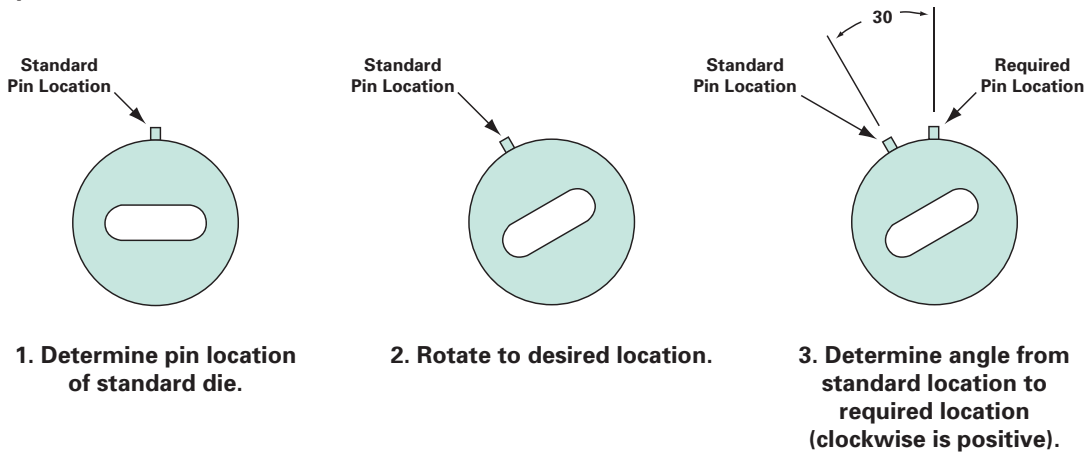 Standard
Pin Location
Standard
Pin Location
30
Standard
Pin Location
Required
Pin Location
1. Determine pin location
of standard die.
2. Rotate to desired location.
3. Determine angle from
standard location to
required location
(clockwise is positive).